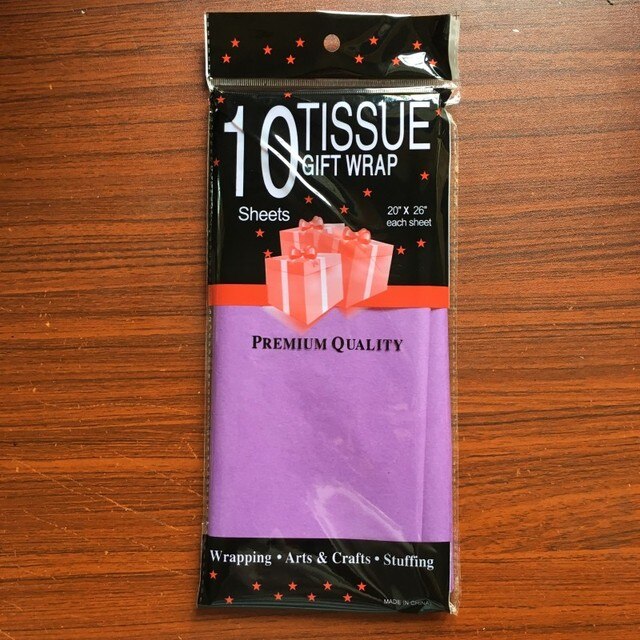 10 TISSUE
GIFT WRAP
Sheets
20" X 26"
each sheet
PREMIUM QUALITY
Wrapping • Arts & Crafts • Stuffing
MADE IN CHINA